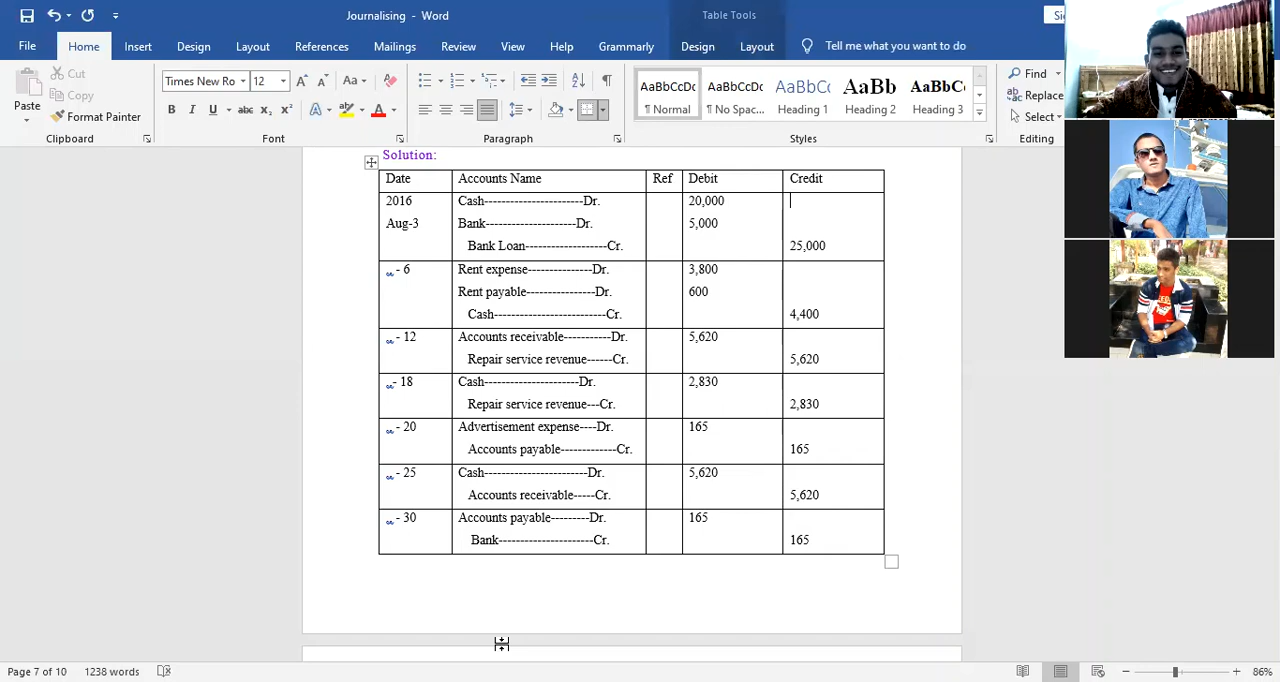 Journalising - Word
Table Tools
File Home Insert Design Layout References Mailings Review View Help Grammarly Design Layout Tell me what you want to do
Paste
Cut
Copy
Format Painter
Clipboard
Times New Ro 12 Aa
B I U abc x₂ x² A A
Font
Paragraph
AaBbCcDc AaBbCcDc AaBbCc AaBb AaBbCc
¶ Normal ¶ No Spac... Heading 1 Heading 2 Heading 3
Styles
Find
Replace
Select
Editing
Solution:
Date Accounts Name Ref Debit Credit
2016 Cash-----------------------Dr. 20,000
Aug-3 Bank---------------------Dr. 5,000
Bank Loan-------------------Cr. 25,000
“ - 6 Rent expense---------------Dr. 3,800
Rent payable----------------Dr. 600
Cash--------------------------Cr. 4,400
“ - 12 Accounts receivable-----------Dr. 5,620
Repair service revenue------Cr. 5,620
“ - 18 Cash----------------------Dr. 2,830
Repair service revenue---Cr. 2,830
“ - 20 Advertisement expense----Dr. 165
Accounts payable-------------Cr. 165
“ - 25 Cash------------------------Dr. 5,620
Accounts receivable-----Cr. 5,620
“ - 30 Accounts payable---------Dr. 165
Bank----------------------Cr. 165
Page 7 of 10 1238 words 86%